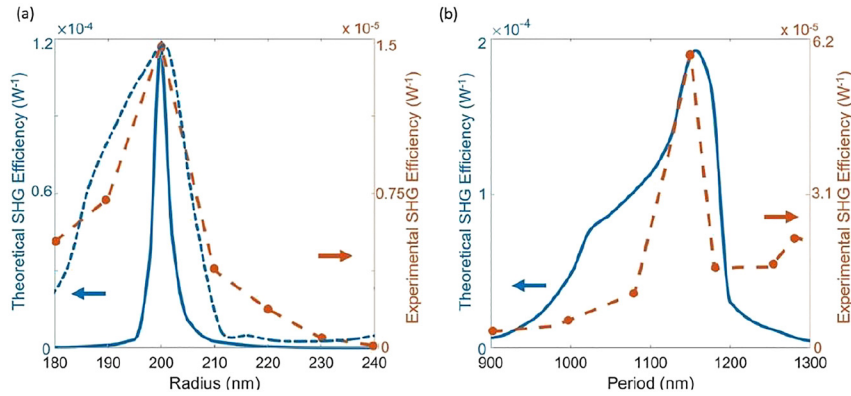 (a)
×10⁻⁴
× 10⁻⁵
1.2
0.6
0
1.5
0.75
0
Theoretical SHG Efficiency (W⁻¹)
Experimental SHG Efficiency (W⁻¹)
180 190 200 210 220 230 240
Radius (nm)
(b)
×10⁻⁴
× 10⁻⁵
2
1
0
6.2
3.1
0
Theoretical SHG Efficiency (W⁻¹)
Experimental SHG Efficiency (W⁻¹)
900 1000 1100 1200 1300
Period (nm)